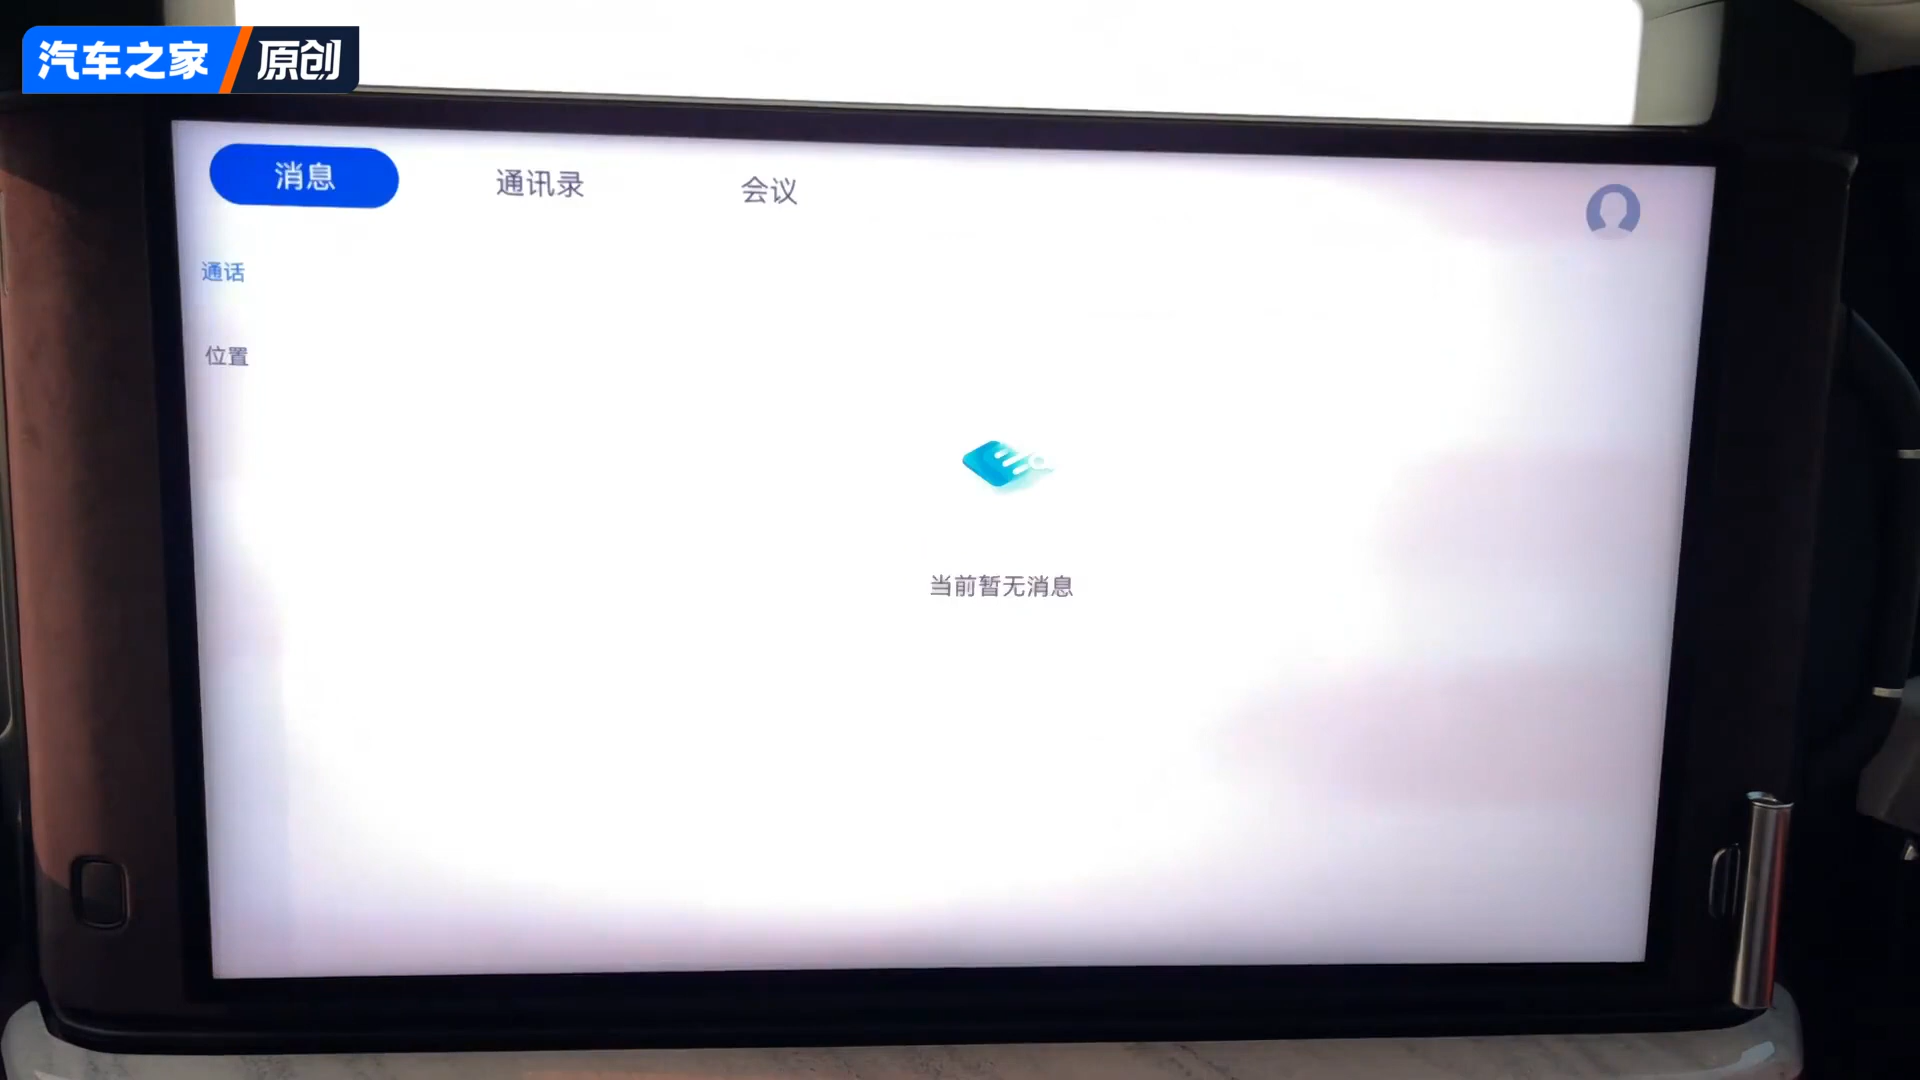 汽车之家 原创
消息 通讯录 会议
通话
位置
当前暂无消息